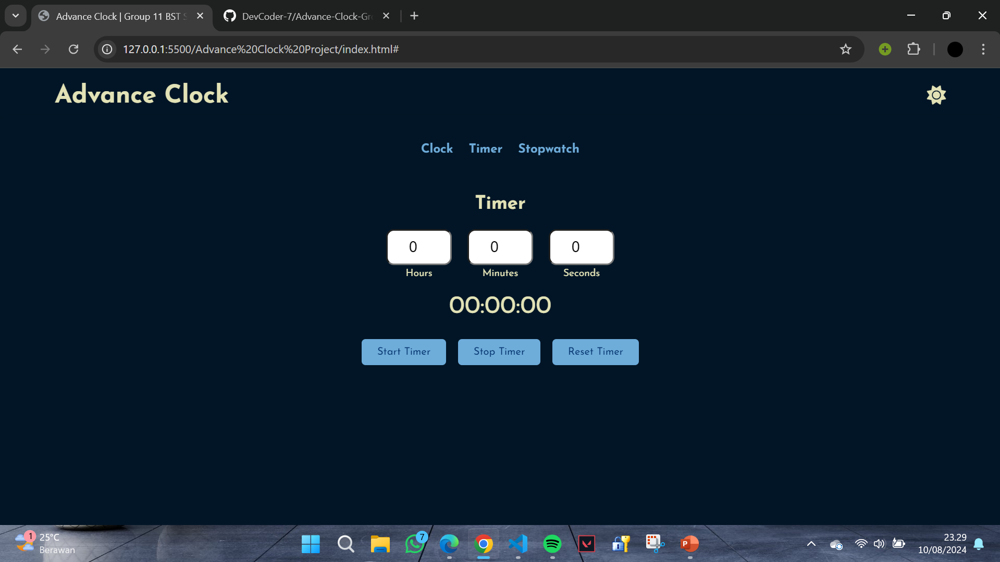 Advance Clock | Group 11 BST
DevCoder-7/Advance-Clock-Gr
127.0.0.1:5500/Advance%20Clock%20Project/index.html#
Advance Clock
Clock Timer Stopwatch
Timer
0 0 0
Hours Minutes Seconds
00:00:00
Start Timer Stop Timer Reset Timer
1
25°C
Berawan
7
P
23.29
10/08/2024